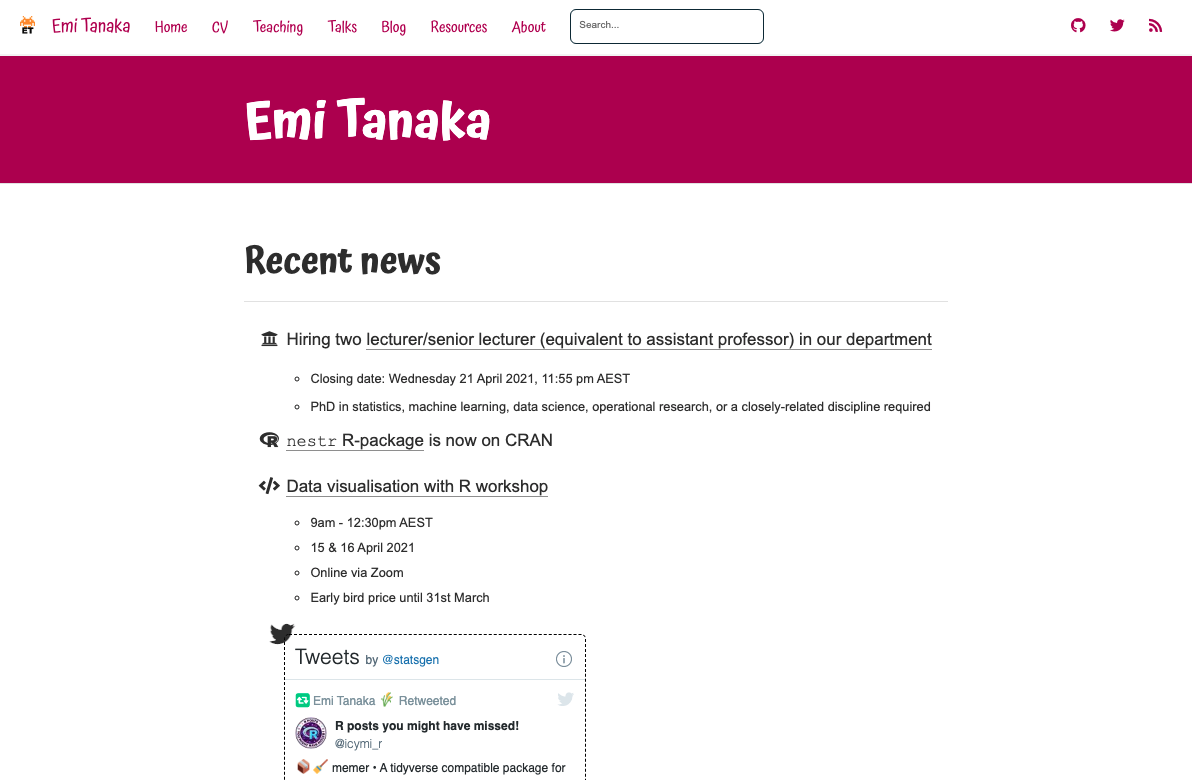 ET Emi Tanaka Home CV Teaching Talks Blog Resources About Search...
Emi Tanaka
Recent news
Hiring two lecturer/senior lecturer (equivalent to assistant professor) in our department
Closing date: Wednesday 21 April 2021, 11:55 pm AEST
PhD in statistics, machine learning, data science, operational research, or a closely-related discipline required
nestr R-package is now on CRAN
Data visualisation with R workshop
9am - 12:30pm AEST
15 & 16 April 2021
Online via Zoom
Early bird price until 31st March
Tweets by @statsgen
Emi Tanaka 🌾 Retweeted
R posts you might have missed!
@icymi_r
📦🧹 memer • A tidyverse compatible package for